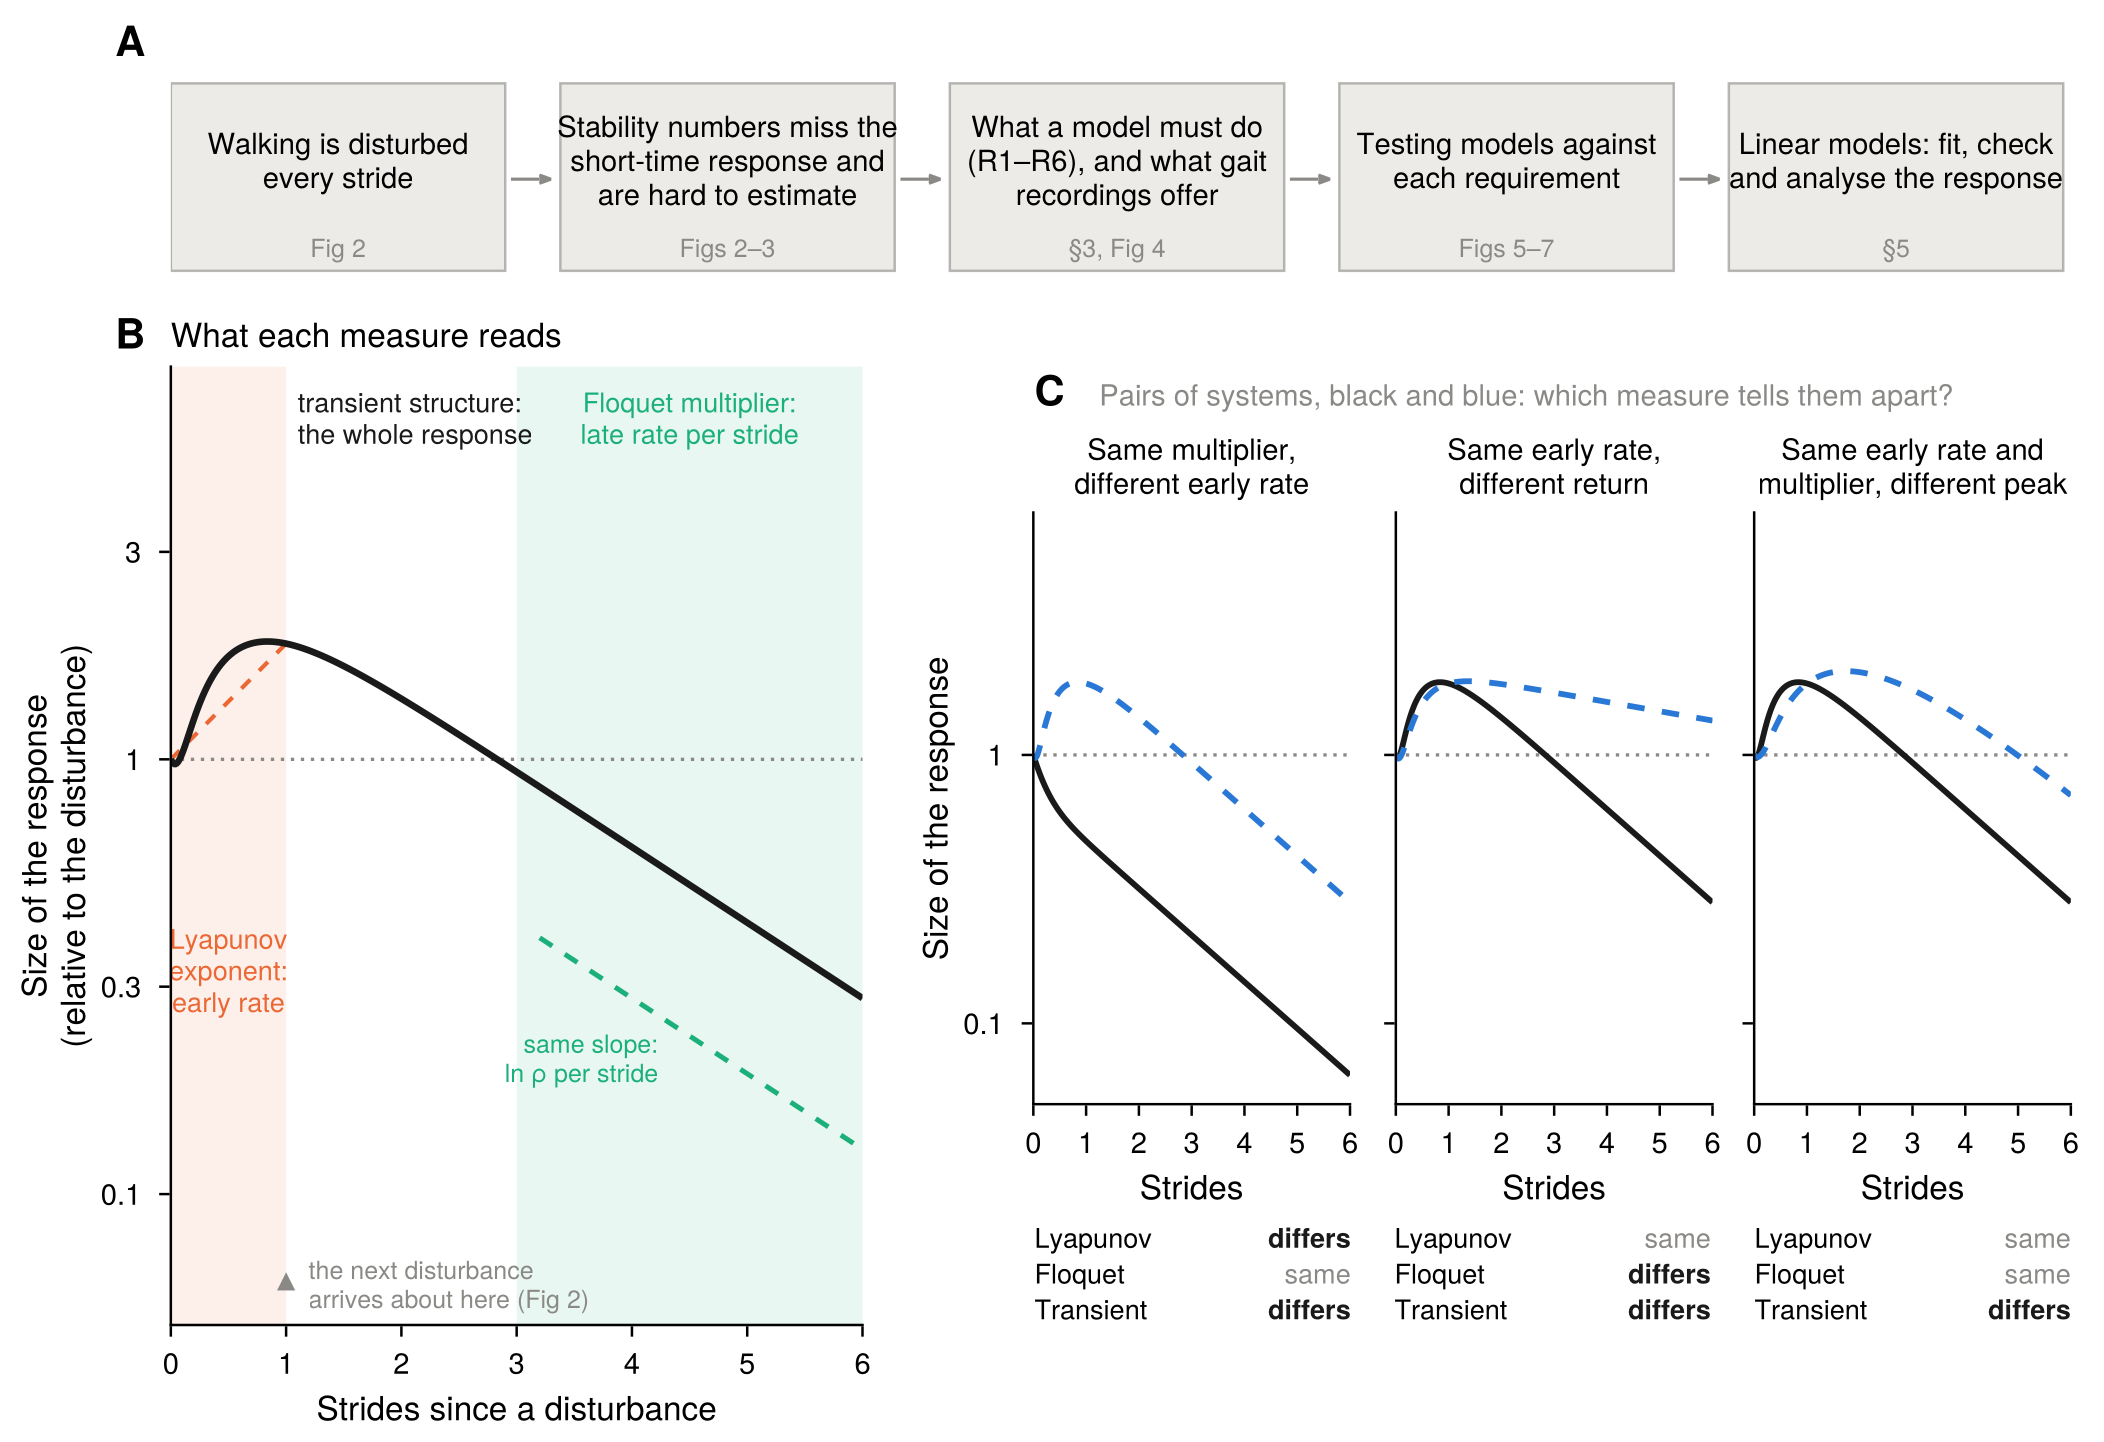 A
Walking is disturbed
every stride
Fig 2
Stability numbers miss the
short-time response and
are hard to estimate
Figs 2–3
What a model must do
(R1–R6), and what gait
recordings offer
§3, Fig 4
Testing models against
each requirement
Figs 5–7
Linear models: fit, check
and analyse the response
§5
B What each measure reads
Size of the response
(relative to the disturbance)
3
1
0.3
0.1
transient structure:
the whole response
Floquet multiplier:
late rate per stride
Lyapunov
exponent:
early rate
same slope:
ln ρ per stride
the next disturbance
arrives about here (Fig 2)
0 1 2 3 4 5 6
Strides since a disturbance
C Pairs of systems, black and blue: which measure tells them apart?
Size of the response
1
0.1
Same multiplier,
different early rate
0 1 2 3 4 5 6
Strides
Lyapunov differs
Floquet same
Transient differs
Same early rate,
different return
0 1 2 3 4 5 6
Strides
Lyapunov same
Floquet differs
Transient differs
Same early rate and
multiplier, different peak
0 1 2 3 4 5 6
Strides
Lyapunov same
Floquet same
Transient differs